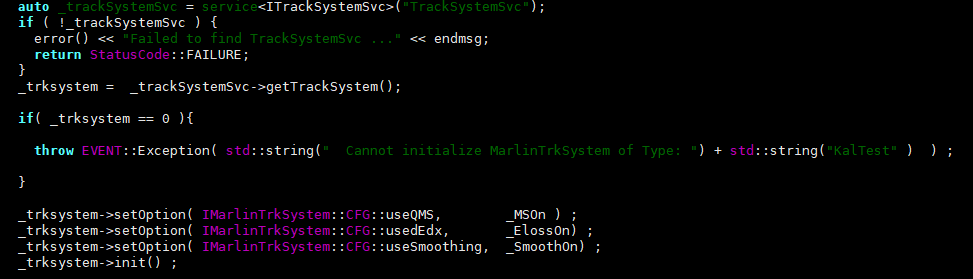 auto _trackSystemSvc = service<ITrackSystemSvc>("TrackSystemSvc");
if ( !_trackSystemSvc ) {
  error() << "Failed to find TrackSystemSvc ..." << endmsg;
  return StatusCode::FAILURE;
}
_trksystem =  _trackSystemSvc->getTrackSystem();
if( _trksystem == 0 ){
  throw EVENT::Exception( std::string("  Cannot initialize MarlinTrkSystem of Type: ") + std::string("KalTest" )  ) ;
}
_trksystem->setOption( IMarlinTrkSystem::CFG::useQMS,        _MSOn ) ;
_trksystem->setOption( IMarlinTrkSystem::CFG::usedEdx,       _ElossOn) ;
_trksystem->setOption( IMarlinTrkSystem::CFG::useSmoothing,  _SmoothOn) ;
_trksystem->init() ;